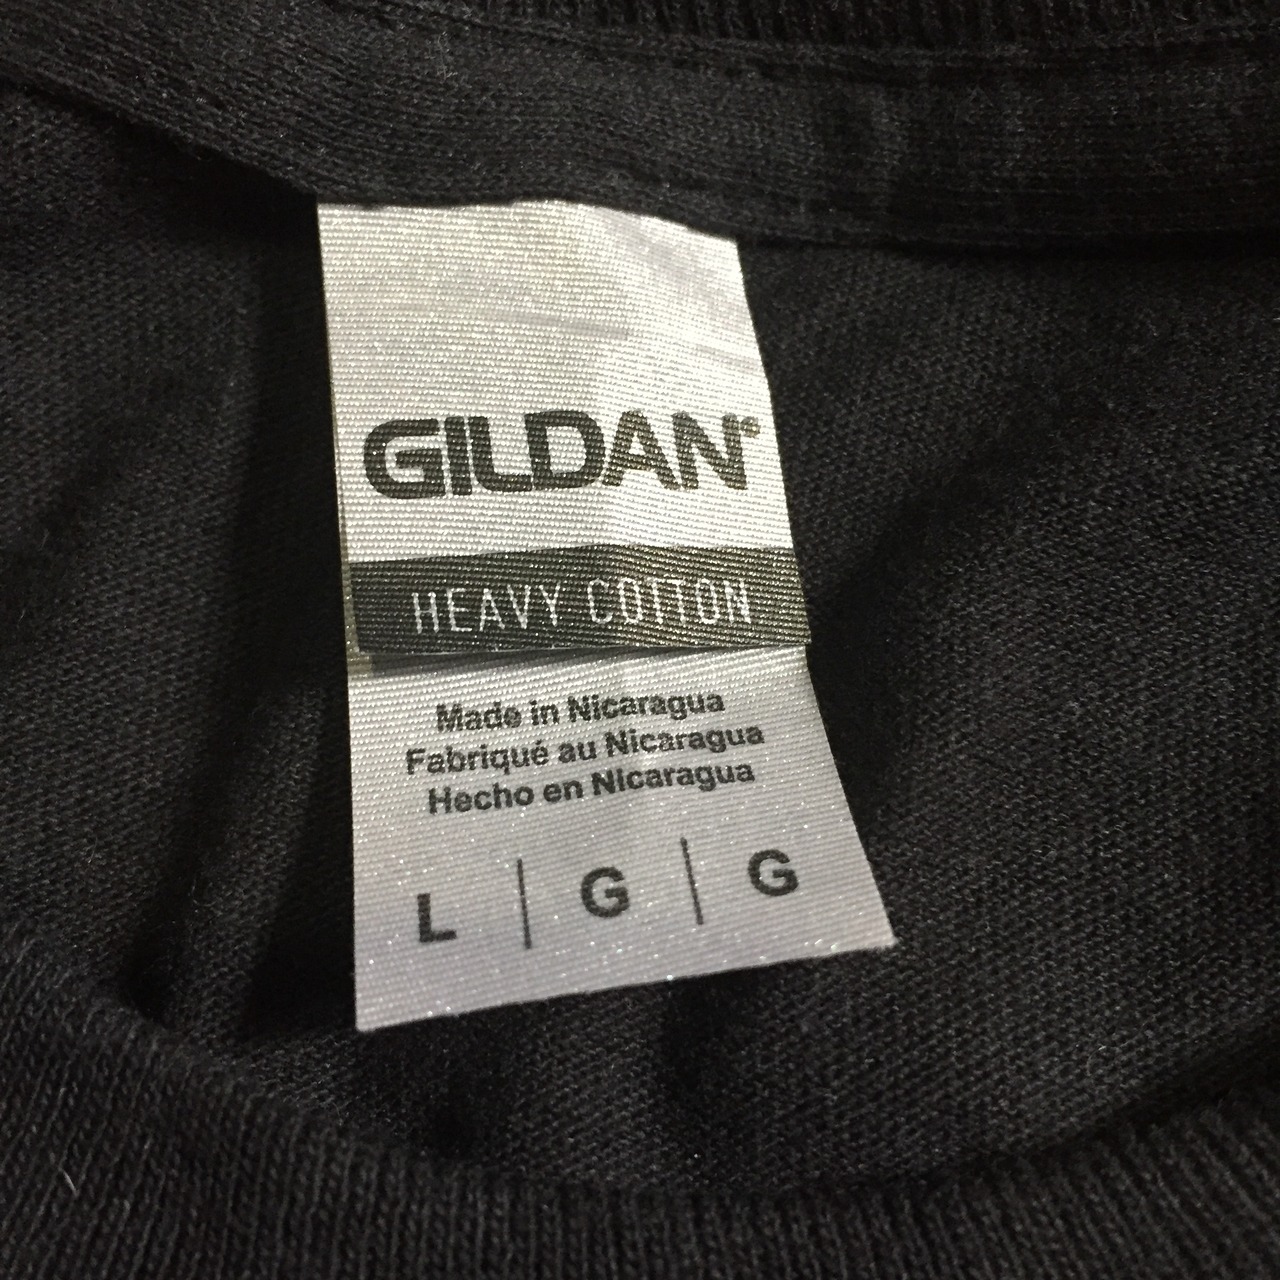 GILDAN®
HEAVY COTTON
Made in Nicaragua
Fabriqué au Nicaragua
Hecho en Nicaragua
L | G | G